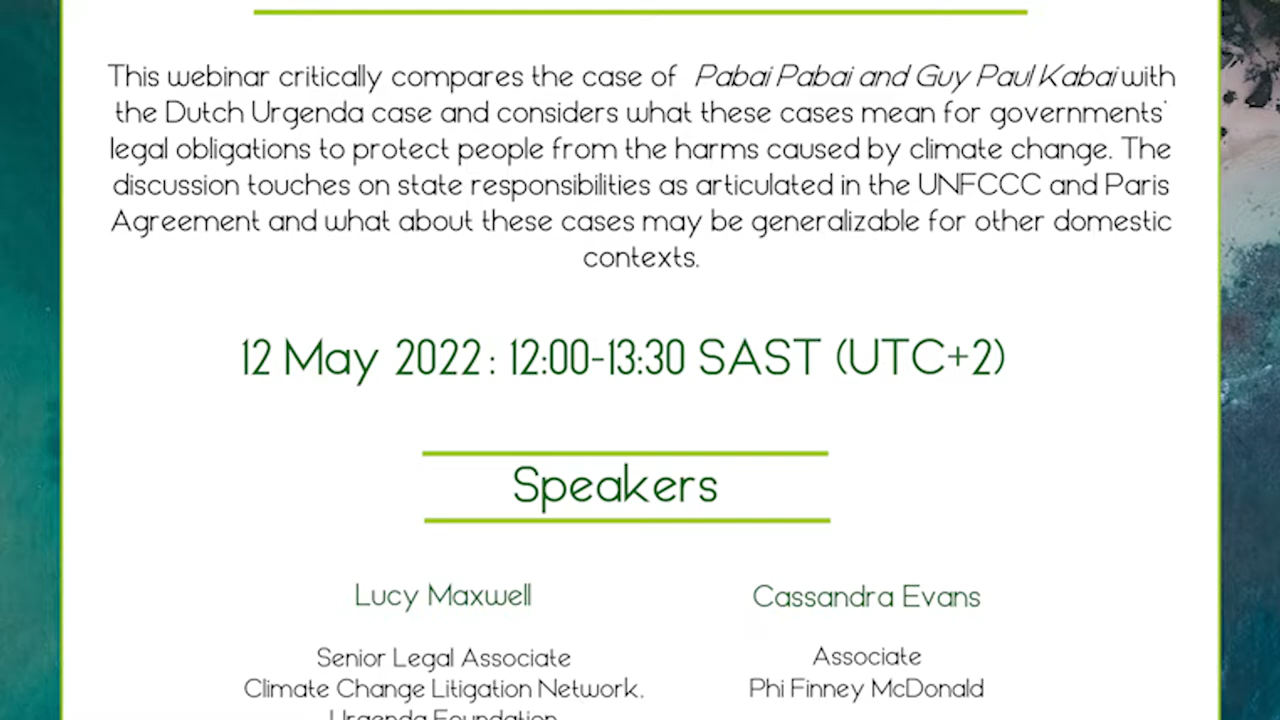 This webinar critically compares the case of Pabai Pabai and Guy Paul Kabai with
the Dutch Urgenda case and considers what these cases mean for governments'
legal obligations to protect people from the harms caused by climate change. The
discussion touches on state responsibilities as articulated in the UNFCCC and Paris
Agreement and what about these cases may be generalizable for other domestic
contexts.
12 May 2022: 12:00-13:30 SAST (UTC+2)
Speakers
Lucy Maxwell
Senior Legal Associate
Climate Change Litigation Network,
Urgenda Foundation
Cassandra Evans
Associate
Phi Finney McDonald